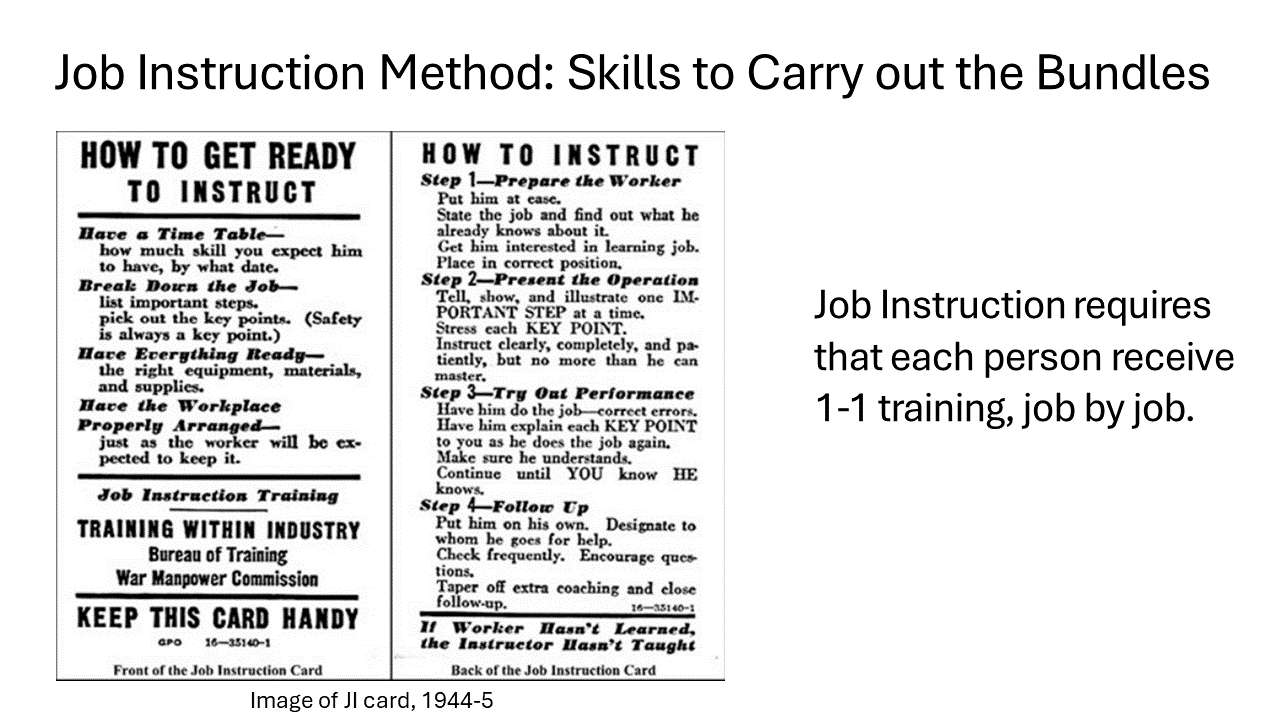 Job Instruction Method: Skills to Carry out the Bundles
HOW TO GET READY
TO INSTRUCT
Have a Time Table—
how much skill you expect him
to have, by what date.
Break Down the Job—
list important steps.
pick out the key points. (Safety
is always a key point.)
Have Everything Ready—
the right equipment, materials,
and supplies.
Have the Workplace
Properly Arranged—
just as the worker will be ex-
pected to keep it.
Job Instruction Training
TRAINING WITHIN INDUSTRY
Bureau of Training
War Manpower Commission
KEEP THIS CARD HANDY
GPO 16—35140-1
Front of the Job Instruction Card
HOW TO INSTRUCT
Step 1—Prepare the Worker
Put him at ease.
State the job and find out what he
already knows about it.
Get him interested in learning job.
Place in correct position.
Step 2—Present the Operation
Tell, show, and illustrate one IM-
PORTANT STEP at a time.
Stress each KEY POINT.
Instruct clearly, completely, and pa-
tiently, but no more than he can
master.
Step 3—Try Out Performance
Have him do the job—correct errors.
Have him explain each KEY POINT
to you as he does the job again.
Make sure he understands.
Continue until YOU know HE
knows.
Step 4—Follow Up
Put him on his own. Designate to
whom he goes for help.
Check frequently. Encourage ques-
tions.
Taper off extra coaching and close
follow-up. 16—35140-1
If Worker Hasn't Learned,
the Instructor Hasn't Taught
Back of the Job Instruction Card
Image of JI card, 1944-5
Job Instruction requires
that each person receive
1-1 training, job by job.